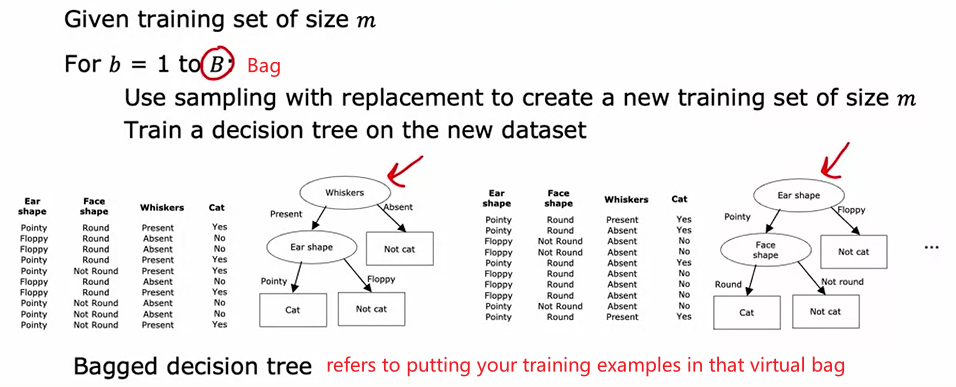 Given training set of size m
For b = 1 to B: Bag
Use sampling with replacement to create a new training set of size m
Train a decision tree on the new dataset
Ear shape Face shape Whiskers Cat
Pointy Round Present Yes
Floppy Round Absent No
Floppy Round Absent No
Pointy Round Present Yes
Pointy Not Round Present Yes
Floppy Round Absent No
Floppy Round Present Yes
Pointy Not Round Absent No
Pointy Not Round Absent No
Pointy Not Round Present Yes
Whiskers
Present Absent
Ear shape Not cat
Pointy Floppy
Cat Not cat
Ear shape Face shape Whiskers Cat
Pointy Round Present Yes
Pointy Round Absent Yes
Floppy Not Round Absent No
Floppy Not Round Absent No
Pointy Round Absent Yes
Floppy Round Absent No
Floppy Round Absent No
Floppy Round Absent No
Pointy Not Round Absent No
Pointy Round Present Yes
Ear shape
Pointy Floppy
Face shape Not cat
Round Not round
Cat Not cat
...
Bagged decision tree refers to putting your training examples in that virtual bag